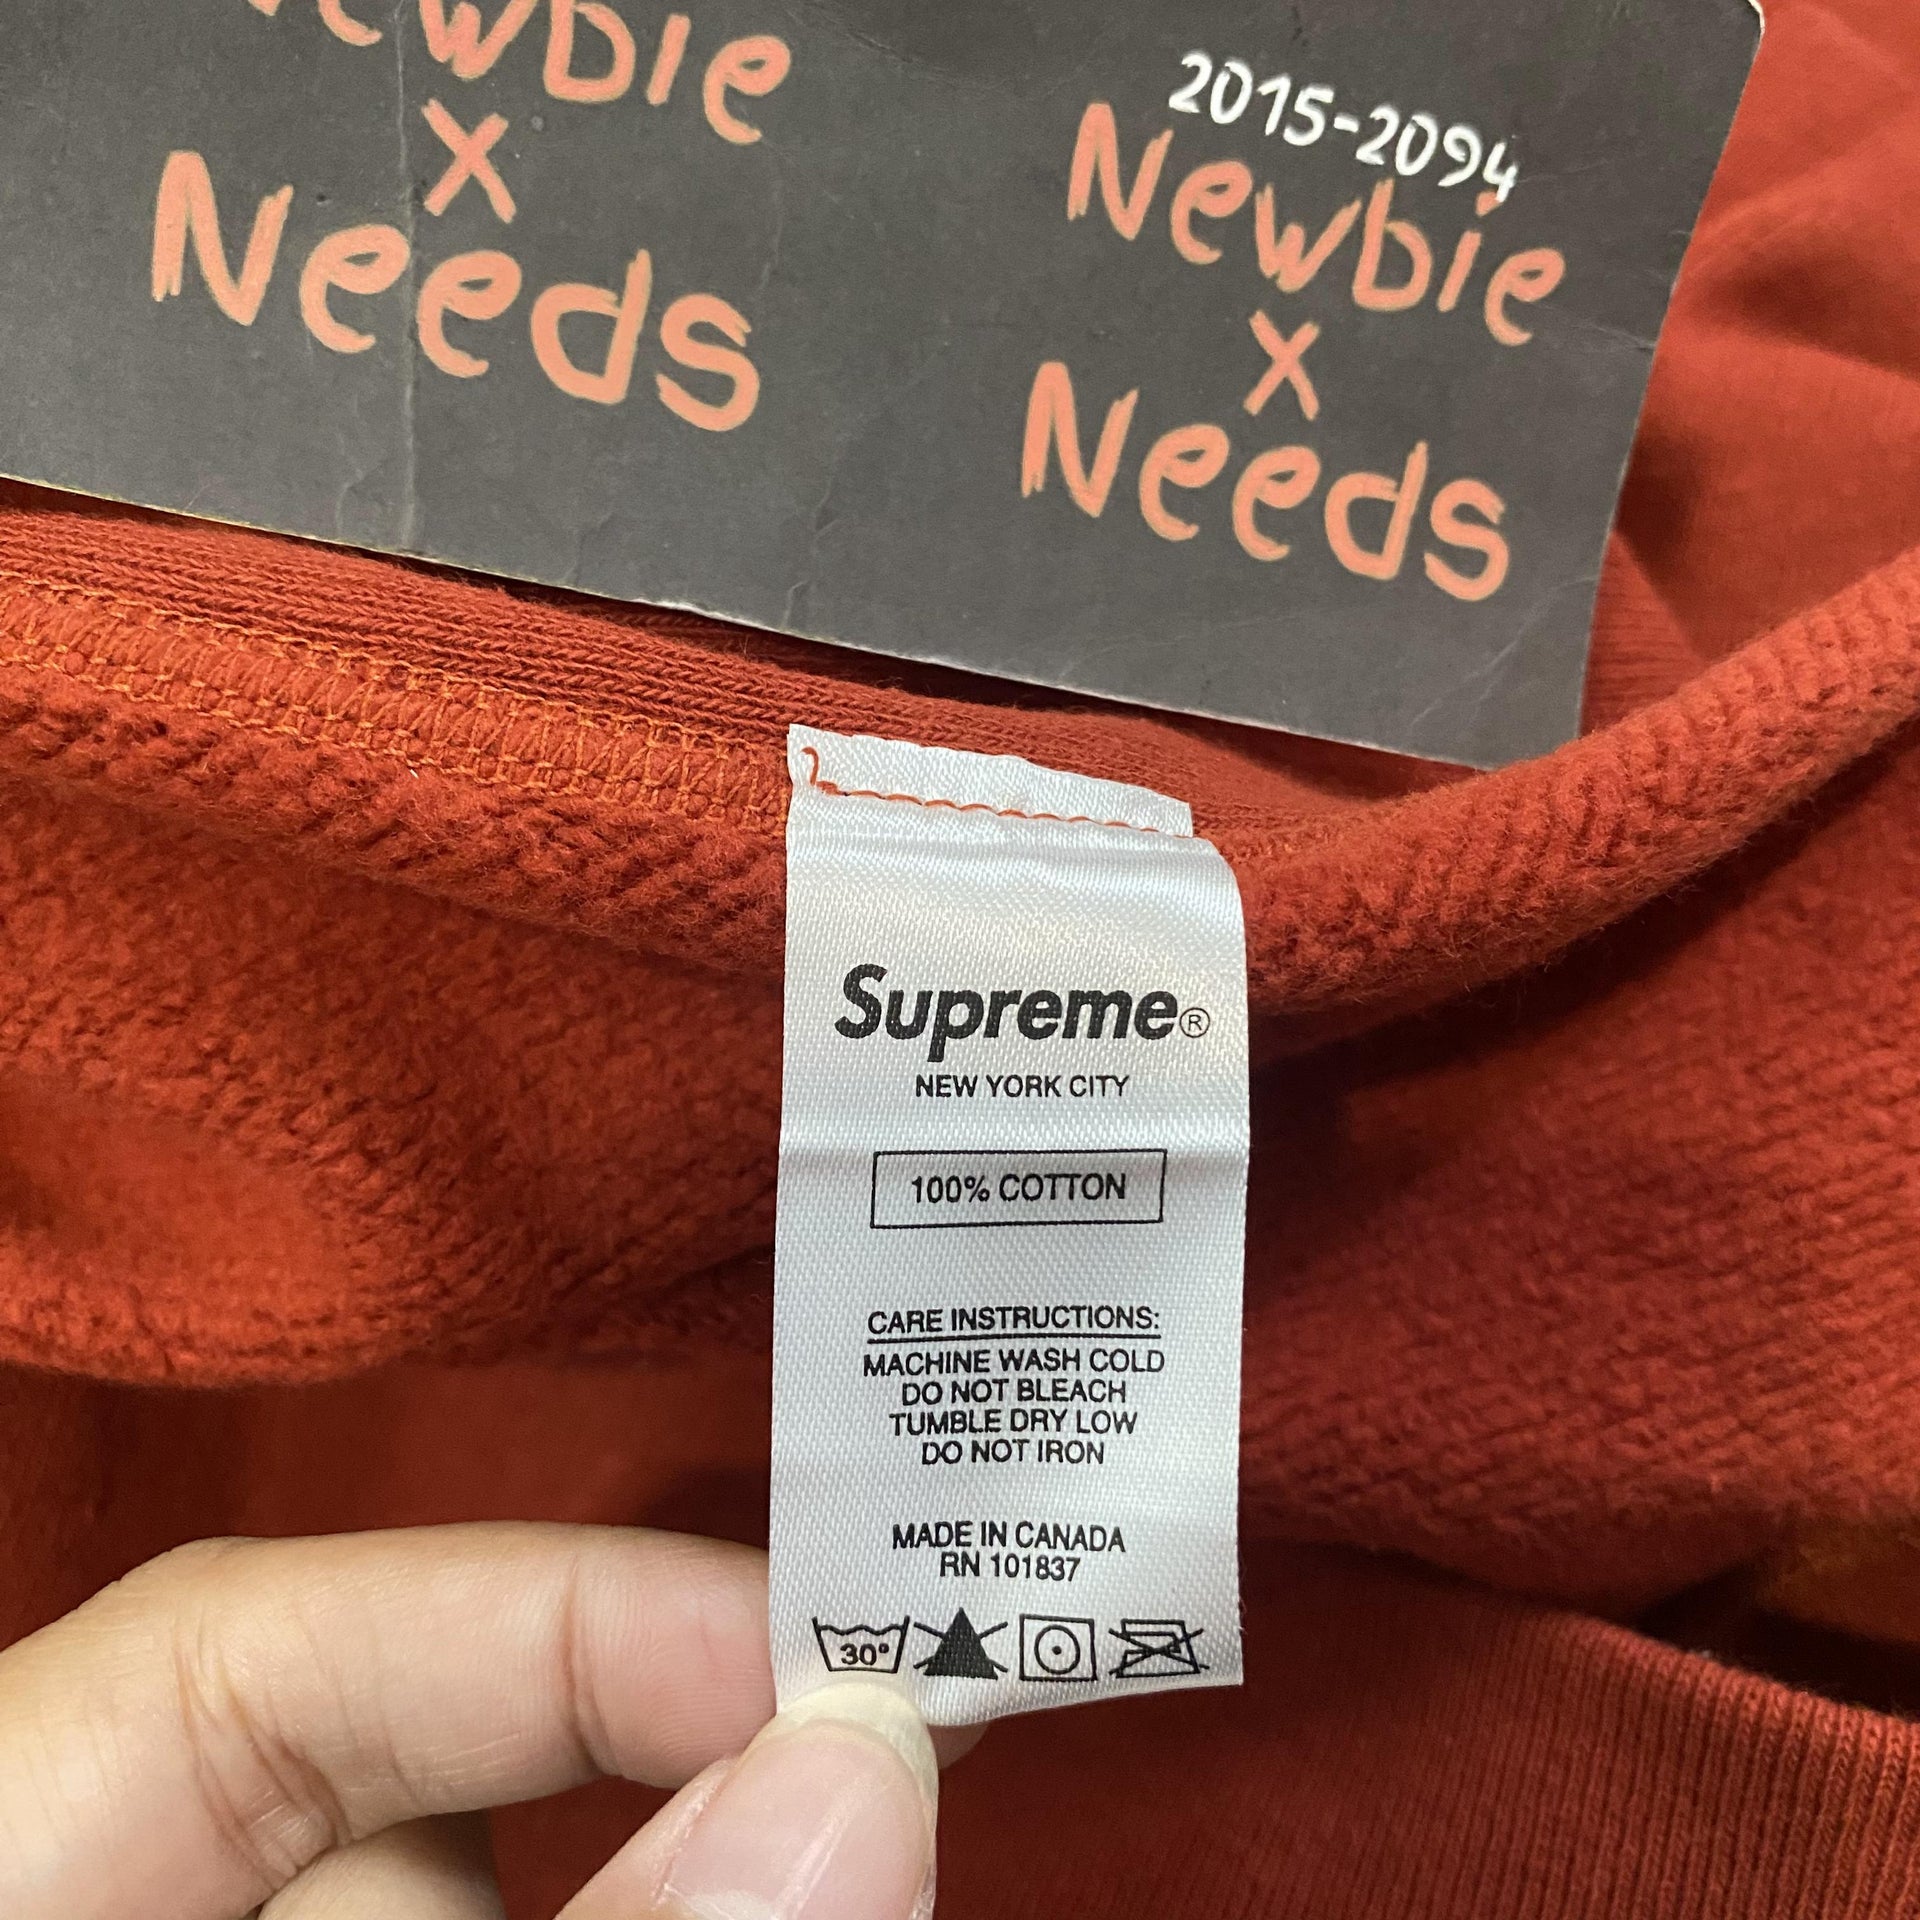 Newbie
x
Needs
2015-2094
Newbie
x
Needs
Supreme®
NEW YORK CITY
100% COTTON
CARE INSTRUCTIONS:
MACHINE WASH COLD
DO NOT BLEACH
TUMBLE DRY LOW
DO NOT IRON
MADE IN CANADA
RN 101837
30°